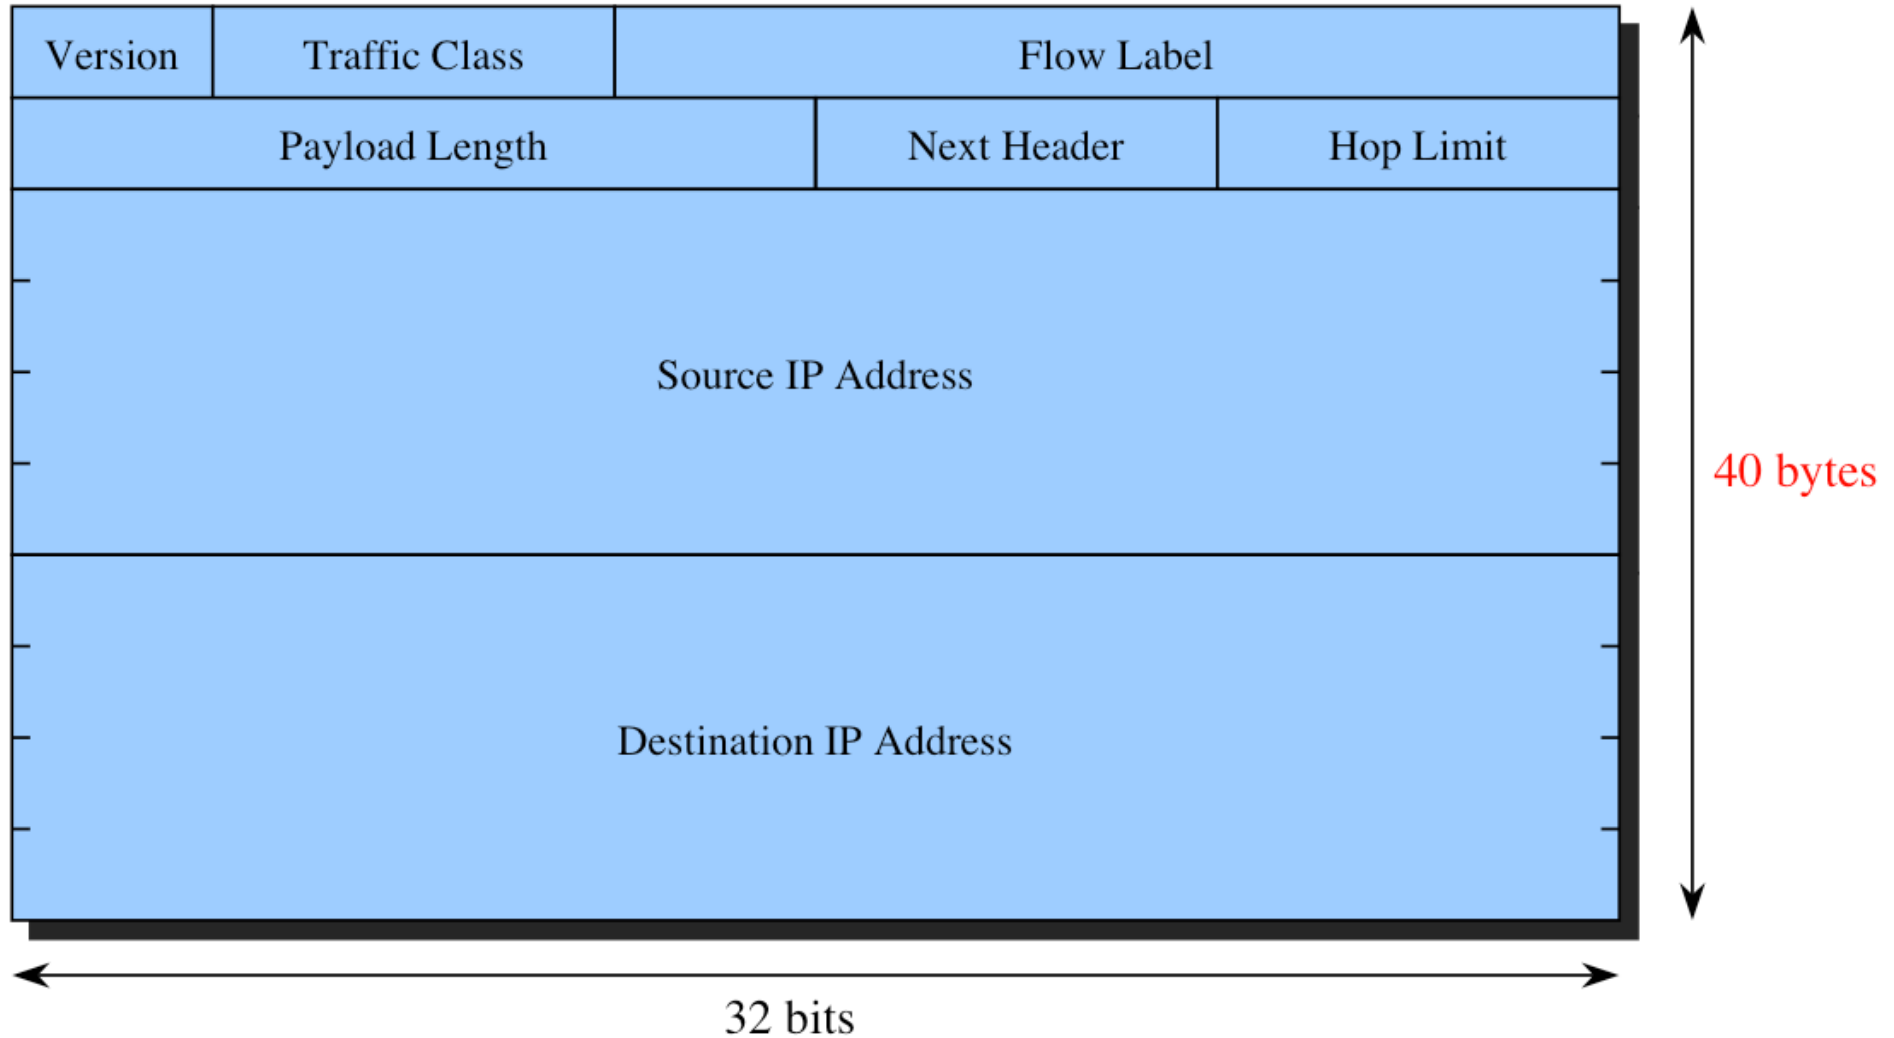 Version Traffic Class Flow Label
Payload Length Next Header Hop Limit
Source IP Address
40 bytes
Destination IP Address
32 bits